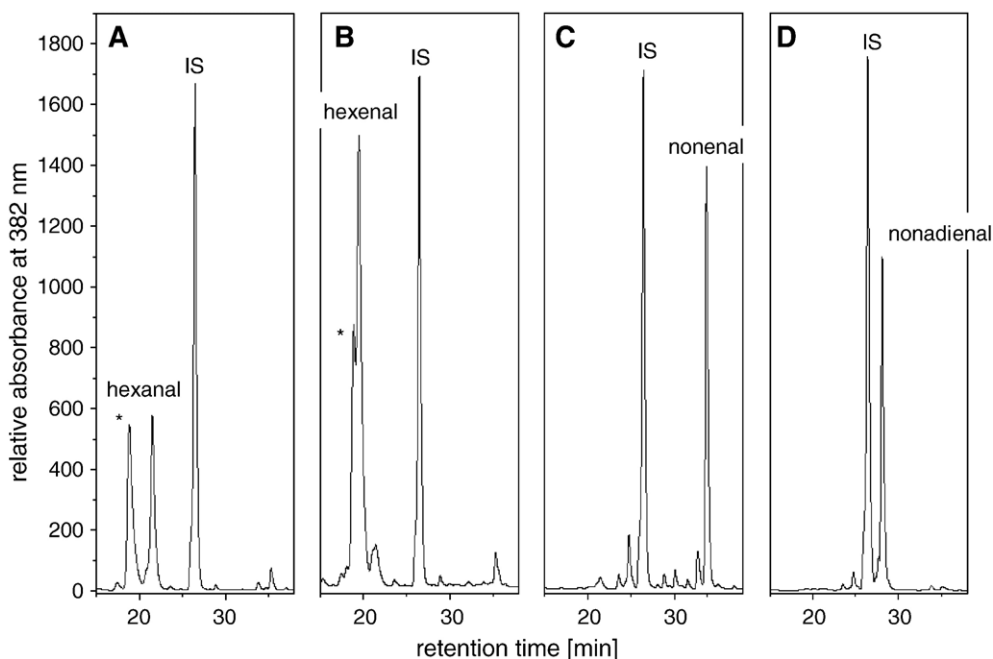 A
B
C
D
1800
1600
1400
1200
1000
800
600
400
200
0
relative absorbance at 382 nm
IS
hexanal
*
IS
hexenal
*
IS
nonenal
IS
nonadienal
20
30
20
30
20
30
20
30
retention time [min]